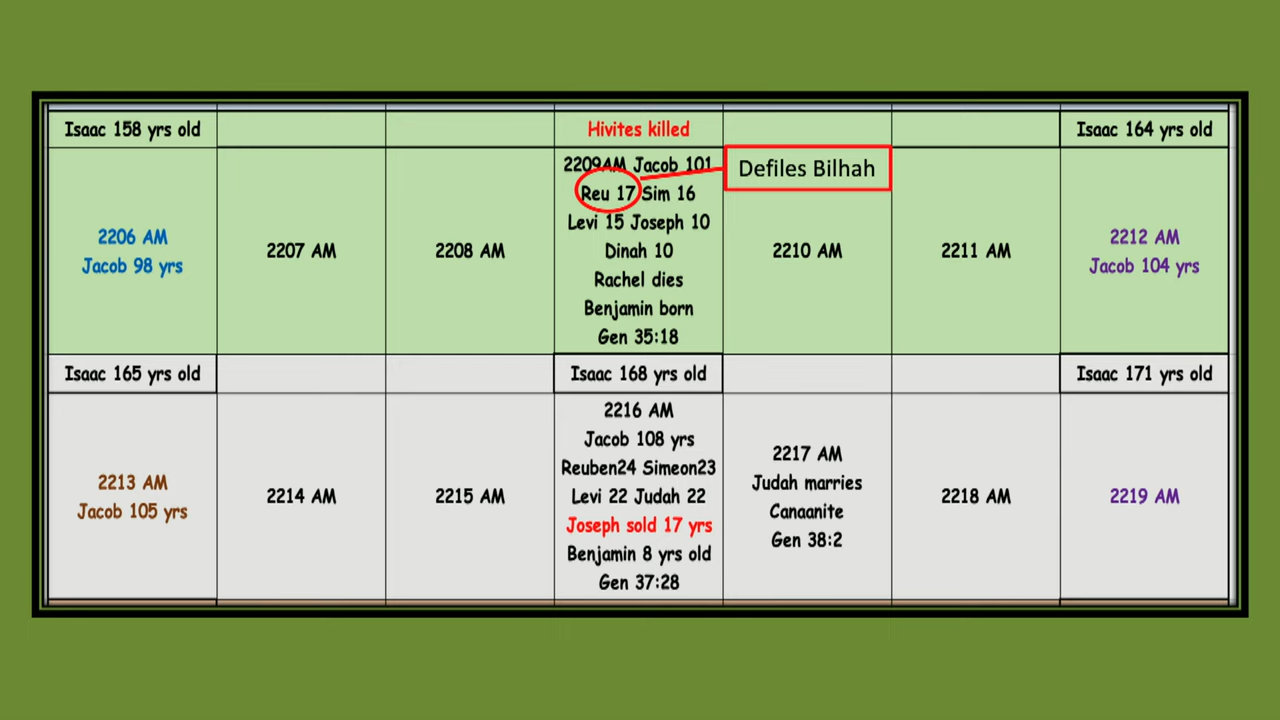 Isaac 158 yrs old
Hivites killed
Isaac 164 yrs old
2206 AM
Jacob 98 yrs
2207 AM
2208 AM
2209AM Jacob 101
Reu 17 Sim 16
Levi 15 Joseph 10
Dinah 10
Rachel dies
Benjamin born
Gen 35:18
Defiles Bilhah
2210 AM
2211 AM
2212 AM
Jacob 104 yrs
Isaac 165 yrs old
Isaac 168 yrs old
Isaac 171 yrs old
2213 AM
Jacob 105 yrs
2214 AM
2215 AM
2216 AM
Jacob 108 yrs
Reuben24 Simeon23
Levi 22 Judah 22
Joseph sold 17 yrs
Benjamin 8 yrs old
Gen 37:28
2217 AM
Judah marries
Canaanite
Gen 38:2
2218 AM
2219 AM